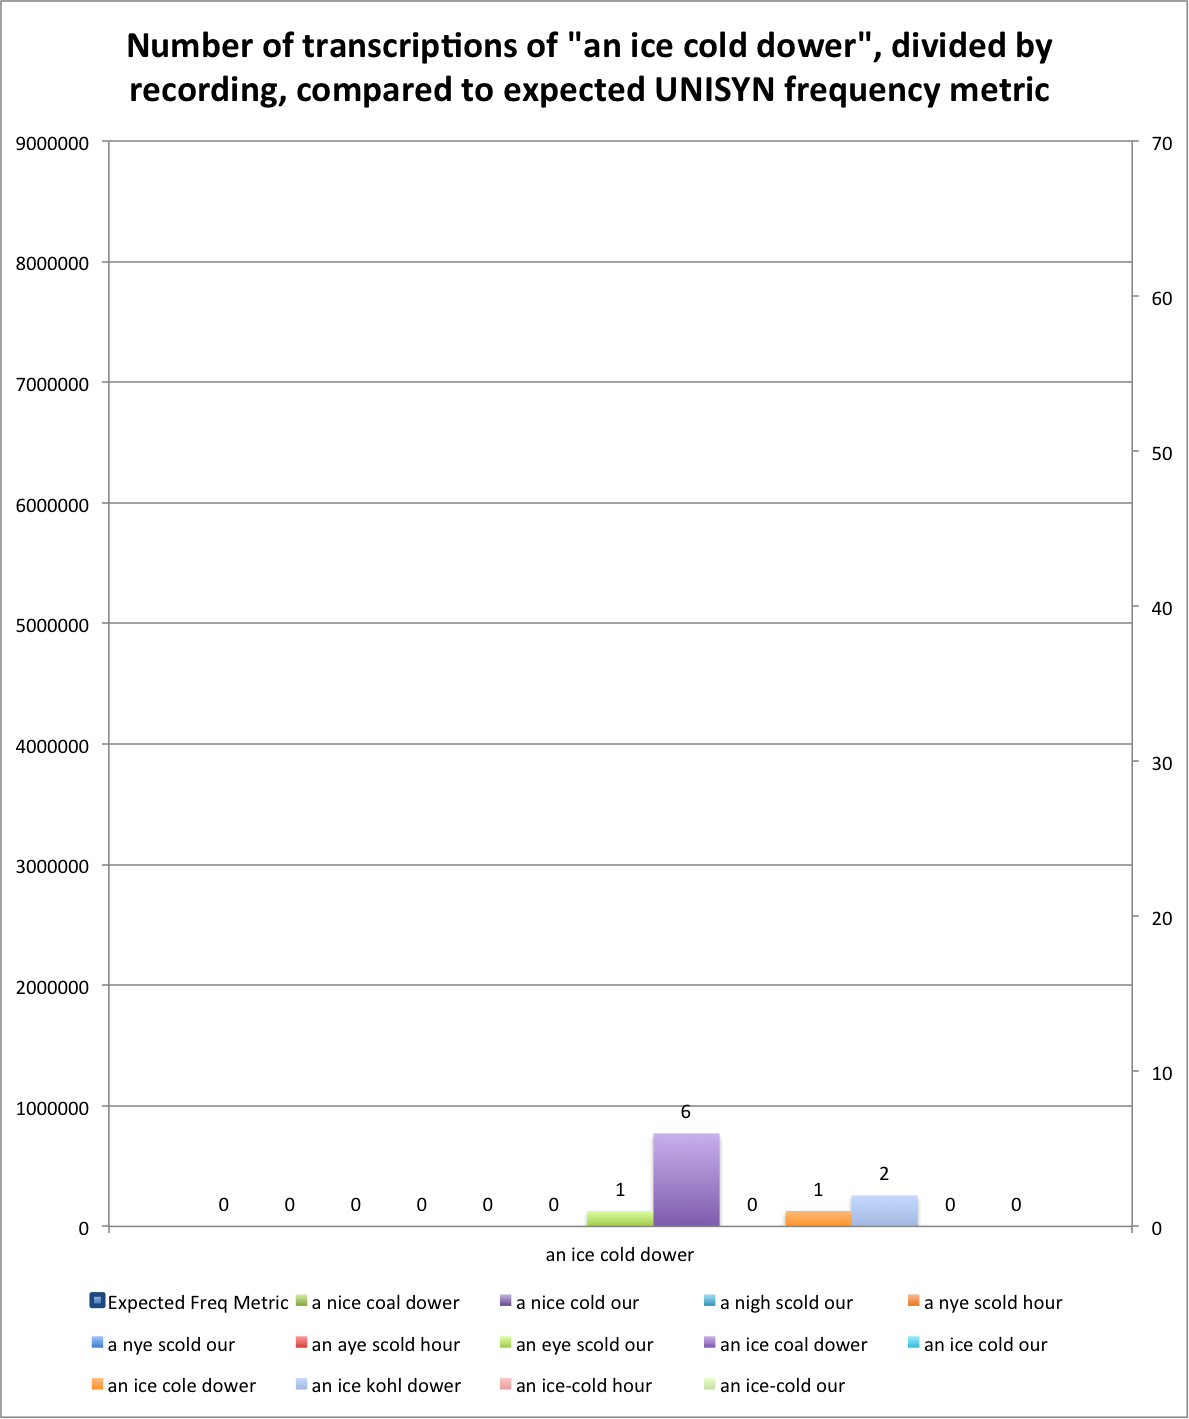 Number of transcriptions of "an ice cold dower", divided by
recording, compared to expected UNISYN frequency metric
9000000
8000000
7000000
6000000
5000000
4000000
3000000
2000000
1000000
0
70
60
50
40
30
20
10
0
0 0 0 0 0 0 1 6 0 1 2 0 0
an ice cold dower
Expected Freq Metric a nice coal dower a nice cold our a nigh scold our a nye scold hour
a nye scold our an aye scold hour an eye scold our an ice coal dower an ice cold our
an ice cole dower an ice kohl dower an ice-cold hour an ice-cold our